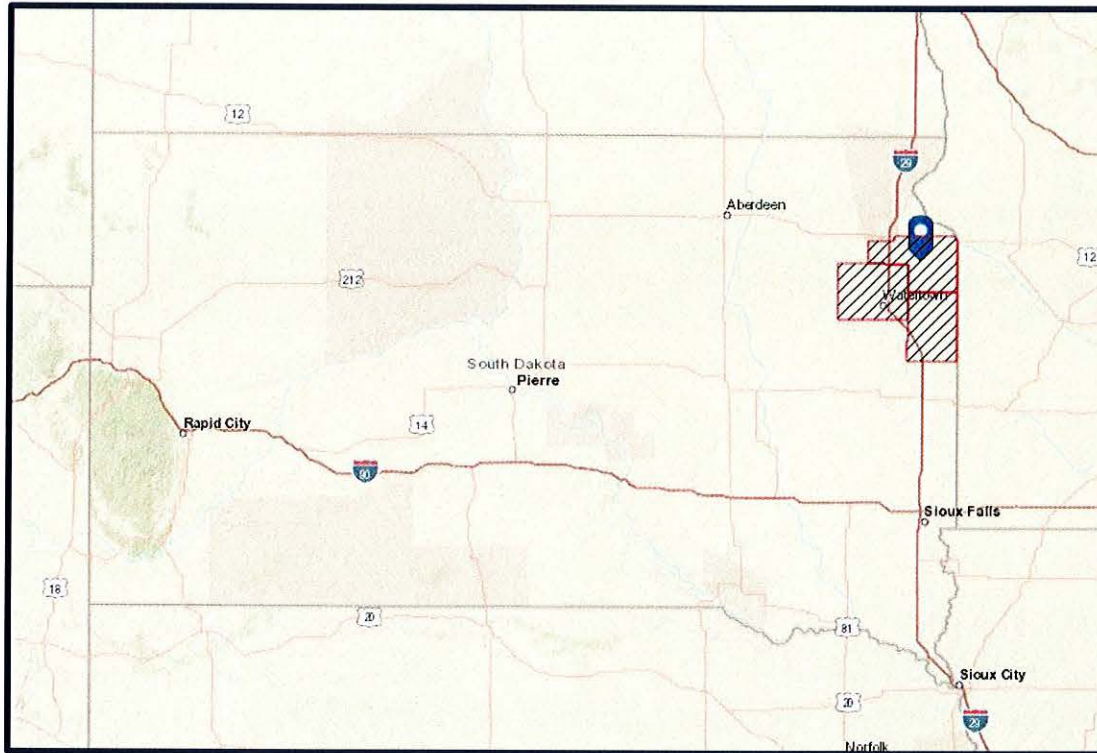 12
29
Aberdeen
12
212
Watertown
South Dakota
Pierre
Rapid City
14
90
Sioux Falls
18
20
81
Sioux City
20
29
Norfolk